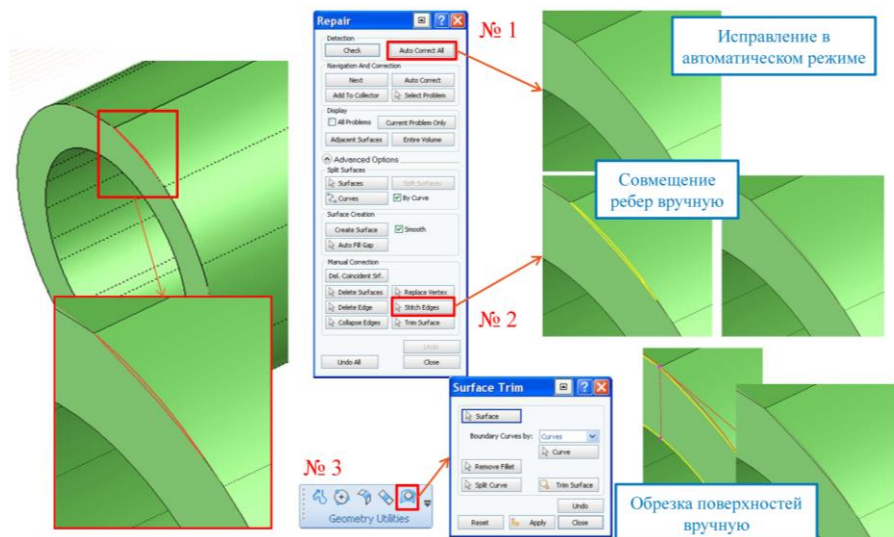 Repair
№ 1
Исправление в
автоматическом режиме
Detection
Check
Auto Correct All
Navigation And Correction
Next
Auto Correct
Add To Collector
Select Problem
Display
All Problems
Current Problem Only
Adjacent Surfaces
Entire Volume
Advanced Options
Split Surfaces
Surfaces
Split Surfaces
Curves
By Curve
Surface Creation
Create Surface
Smooth
Auto Fill Gap
Manual Correction
Del. Coincident Srf.
Delete Surfaces
Replace Vertex
Delete Edge
Stitch Edges
Collapse Edges
Trim Surface
Undo
Undo All
Close
Совмещение
ребер вручную
№ 2
№ 3
Geometry Utilities
Surface Trim
Surface
Boundary Curves by:
Curves
Curve
Remove Fillet
Split Curve
Trim Surface
Undo
Reset
Apply
Close
Обрезка поверхностей
вручную